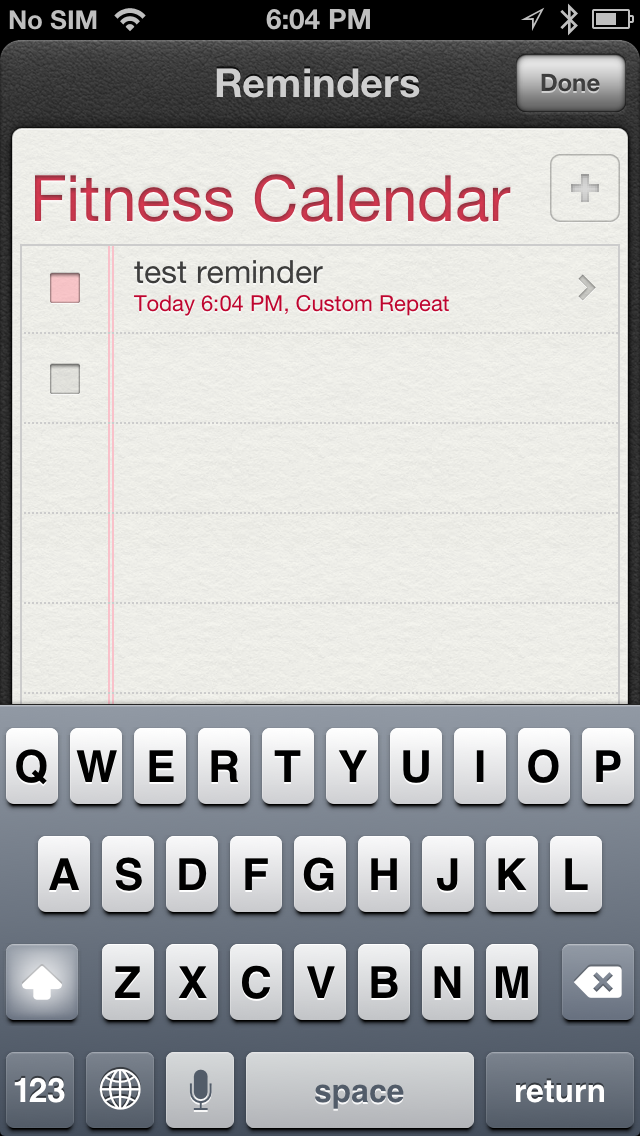 No SIM 6:04 PM
Reminders Done
Fitness Calendar
test reminder
Today 6:04 PM, Custom Repeat
Q W E R T Y U I O P
A S D F G H J K L
Z X C V B N M
123 space return